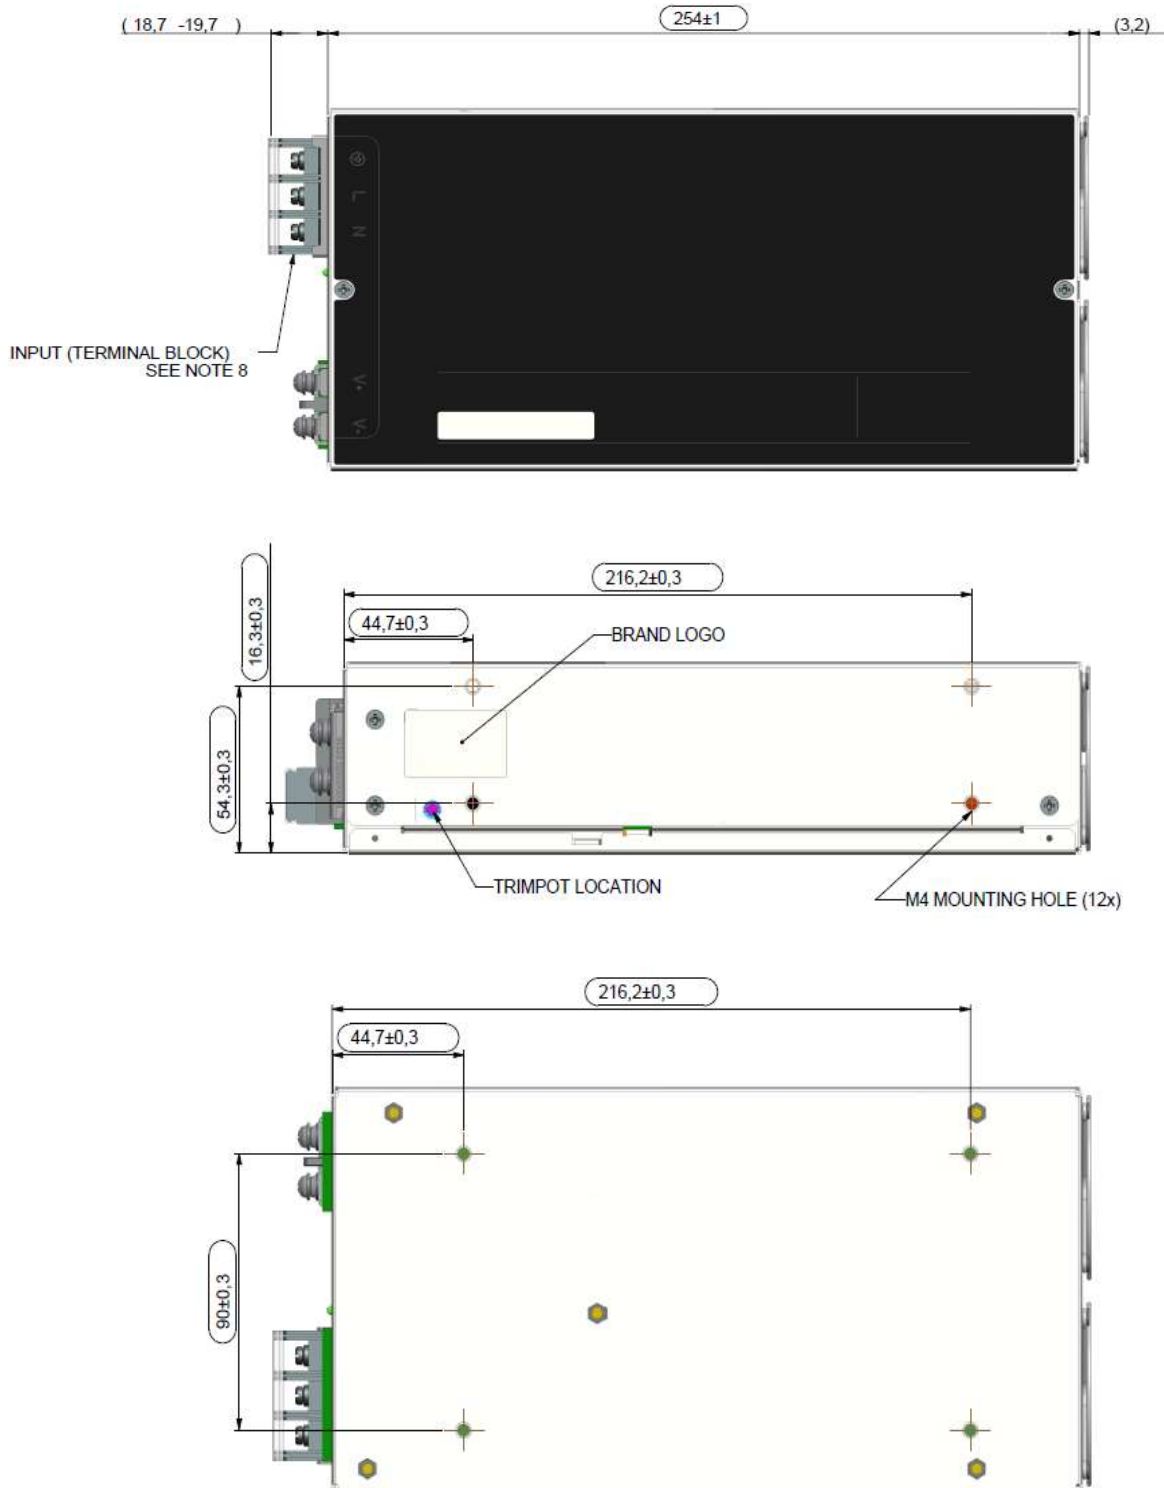 ( 18,7 -19,7 )
254±1
(3,2)
L
N
INPUT (TERMINAL BLOCK)
SEE NOTE 8
V+
V-
216,2±0,3
16,3±0,3
44,7±0,3
BRAND LOGO
54,3±0,3
TRIMPOT LOCATION
M4 MOUNTING HOLE (12x)
216,2±0,3
44,7±0,3
90±0,3